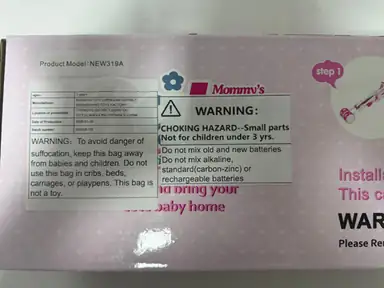 Product Model: NEW319A
step 1
Mommy's
WARNING:
CHOKING HAZARD--Small parts
Not for children under 3 yrs.
Do not mix old and new batteries
Do not mix alkaline,
standard(carbon-zinc) or
rechargeable batteries
WARNING: To avoid danger of
suffocation, keep this bag away
from babies and children. Do not
use this bag in cribs, beds,
carnages, or playpens. This bag is
not a toy.
bring your
baby home
Install
This ca
WAR
Please Re